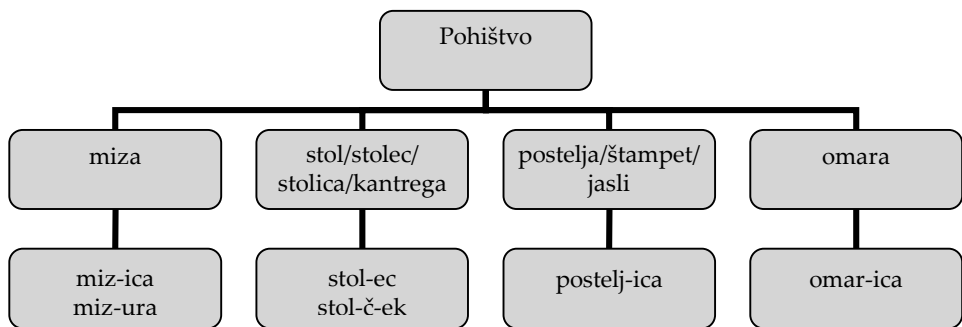 Pohištvo
miza
stol/stolec/
stolica/kantrega
postelja/štampet/
jasli
omara
miz-ica
miz-ura
stol-ec
stol-č-ek
postelj-ica
omar-ica